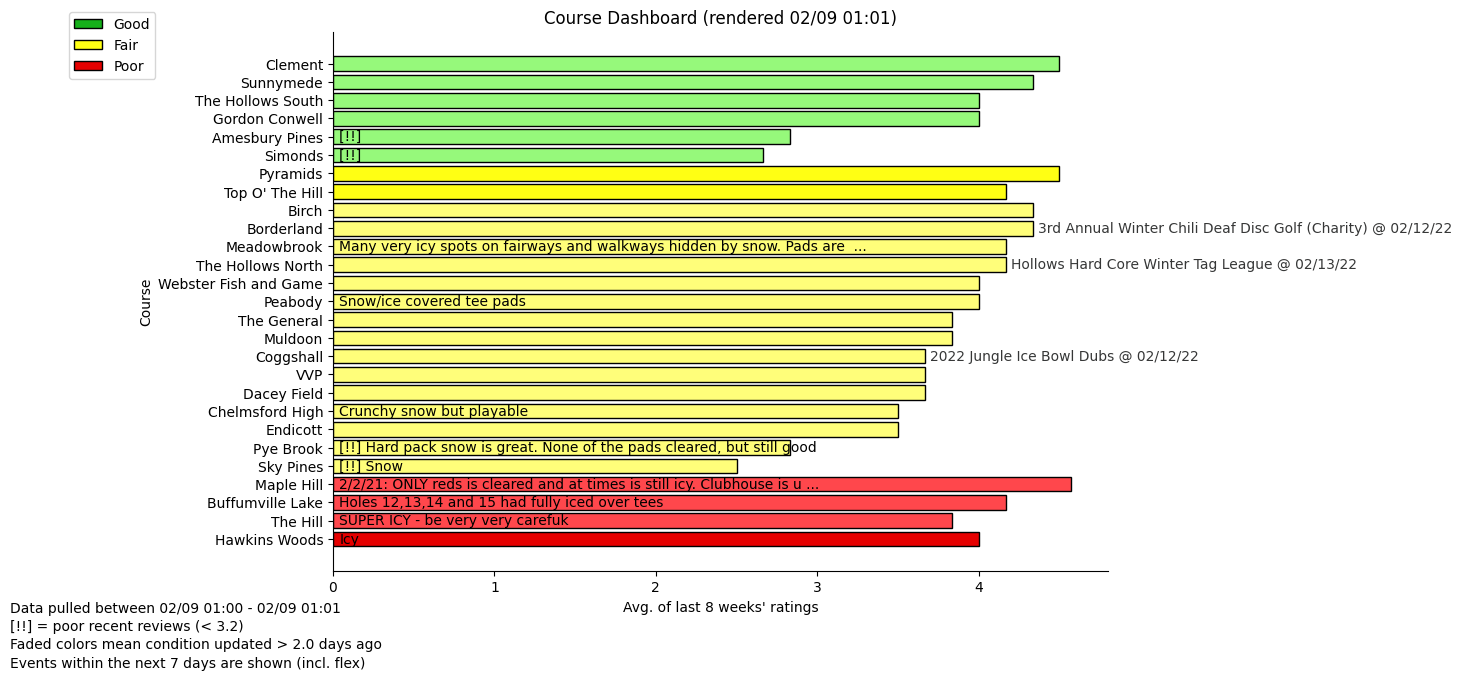 Course Dashboard (rendered 02/09 01:01)
Good
Fair
Poor
Course
Clement
Sunnymede
The Hollows South
Gordon Conwell
Amesbury Pines [!!]
Simonds [!!]
Pyramids
Top O' The Hill
Birch
Borderland 3rd Annual Winter Chili Deaf Disc Golf (Charity) @ 02/12/22
Meadowbrook Many very icy spots on fairways and walkways hidden by snow. Pads are ...
The Hollows North Hollows Hard Core Winter Tag League @ 02/13/22
Webster Fish and Game
Peabody Snow/ice covered tee pads
The General
Muldoon
Coggshall 2022 Jungle Ice Bowl Dubs @ 02/12/22
VVP
Dacey Field
Chelmsford High Crunchy snow but playable
Endicott
Pye Brook [!!] Hard pack snow is great. None of the pads cleared, but still good
Sky Pines [!!] Snow
Maple Hill 2/2/21: ONLY reds is cleared and at times is still icy. Clubhouse is u ...
Buffumville Lake Holes 12,13,14 and 15 had fully iced over tees
The Hill SUPER ICY - be very very carefuk
Hawkins Woods Icy
0 1 2 3 4
Avg. of last 8 weeks' ratings
Data pulled between 02/09 01:00 - 02/09 01:01
[!!] = poor recent reviews (< 3.2)
Faded colors mean condition updated > 2.0 days ago
Events within the next 7 days are shown (incl. flex)